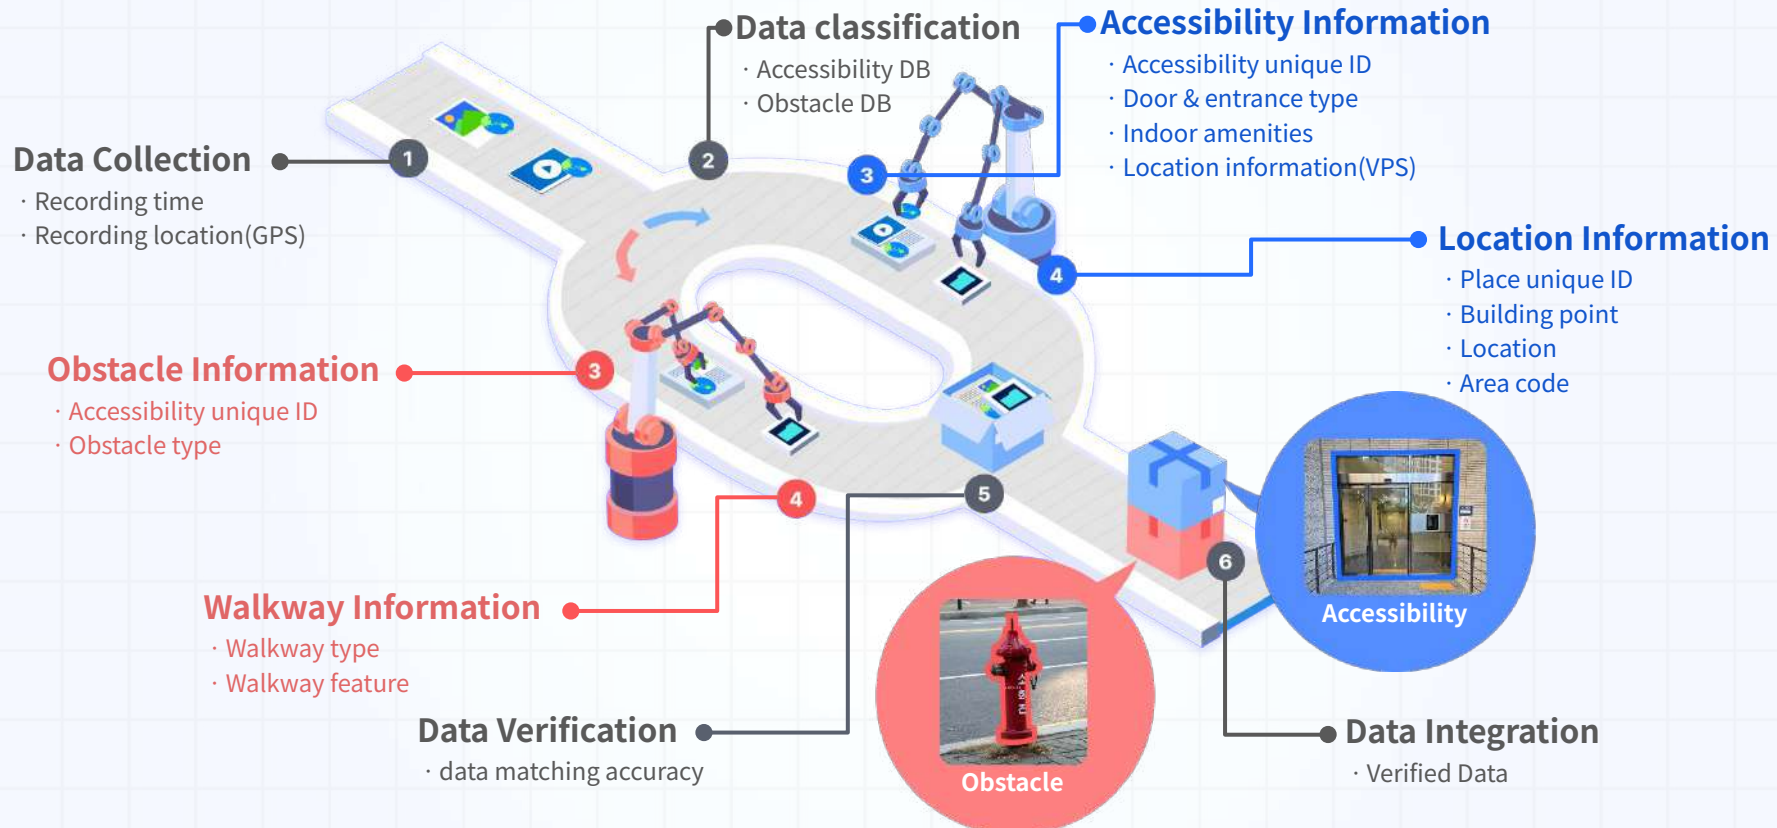 Data Collection
· Recording time
· Recording location(GPS)
1
Data classification
· Accessibility DB
· Obstacle DB
2
Accessibility Information
· Accessibility unique ID
· Door & entrance type
· Indoor amenities
· Location information(VPS)
3
Location Information
· Place unique ID
· Building point
· Location
· Area code
4
Obstacle Information
· Accessibility unique ID
· Obstacle type
3
Walkway Information
· Walkway type
· Walkway feature
4
Data Verification
· data matching accuracy
5
Data Integration
· Verified Data
6
소화전
Obstacle
Accessibility